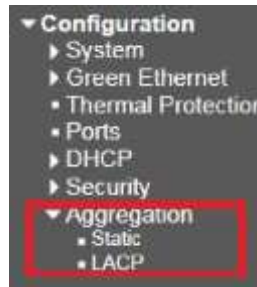 Configuration
System
Green Ethernet
Thermal Protection
Ports
DHCP
Security
Aggregation
Static
LACP